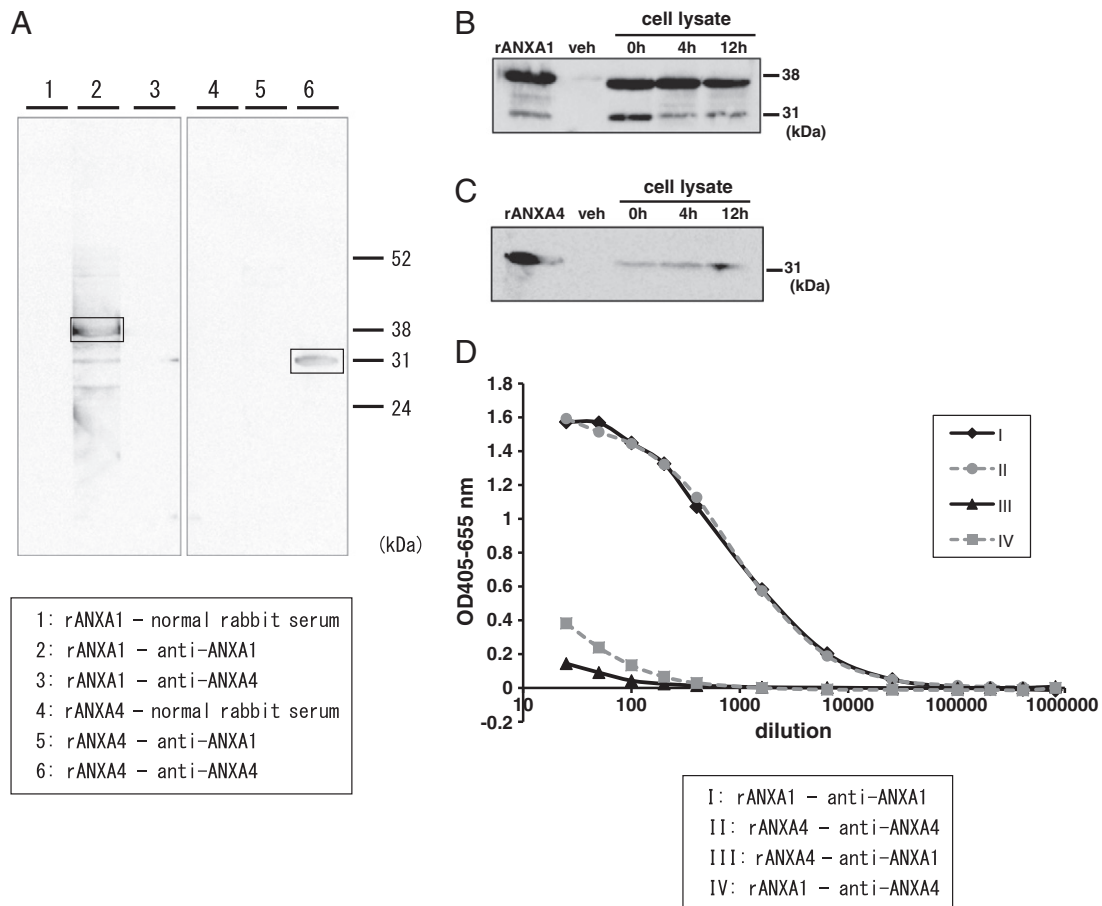 A
1 2 3 4 5 6
52
38
31
24
(kDa)
1: rANXA1 – normal rabbit serum
2: rANXA1 – anti-ANXA1
3: rANXA1 – anti-ANXA4
4: rANXA4 – normal rabbit serum
5: rANXA4 – anti-ANXA1
6: rANXA4 – anti-ANXA4
B
cell lysate
rANXA1 veh 0h 4h 12h
38
31
(kDa)
C
cell lysate
rANXA4 veh 0h 4h 12h
31
(kDa)
D
1.8
1.6
1.4
1.2
1
0.8
0.6
0.4
0.2
0
-0.2
OD405-655 nm
10 100 1000 10000 100000 1000000
dilution
I
II
III
IV
I: rANXA1 – anti-ANXA1
II: rANXA4 – anti-ANXA4
III: rANXA4 – anti-ANXA1
IV: rANXA1 – anti-ANXA4